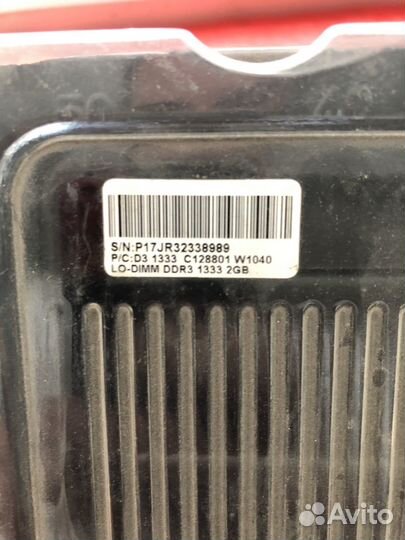 S/N:P17JR32338989
P/C:D3 1333 C128801 W1040
LO-DIMM DDR3 1333 2GB
Avito